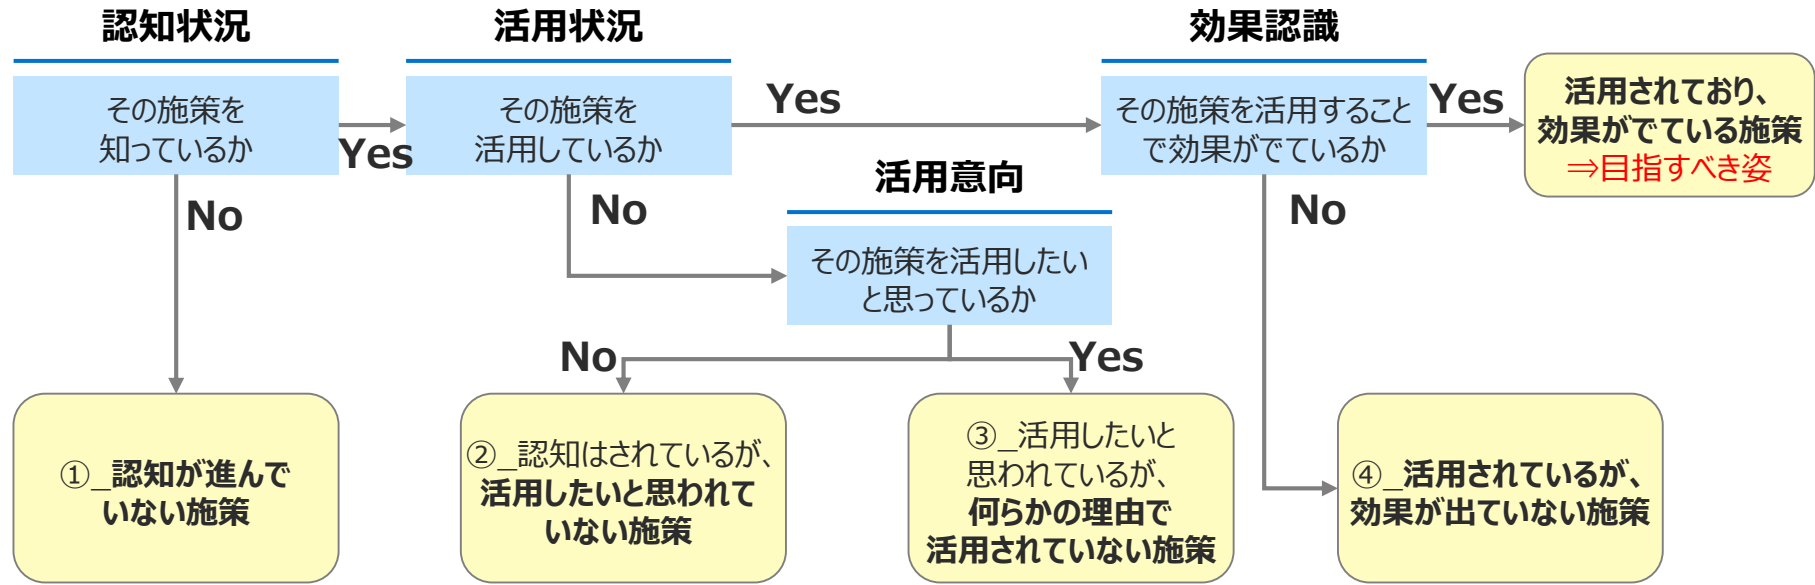 認知状況
活用状況
効果認識
その施策を
知っているか
Yes
No
その施策を
活用しているか
Yes
No
活用意向
その施策を活用したい
と思っているか
No
Yes
その施策を活用すること
で効果がでているか
Yes
No
活用されており、
効果がでている施策
⇒目指すべき姿
①_認知が進んで
いない施策
②_認知はされているが、
活用したいと思われて
いない施策
③_活用したいと
思われているが、
何らかの理由で
活用されていない施策
④_活用されているが、
効果が出ていない施策